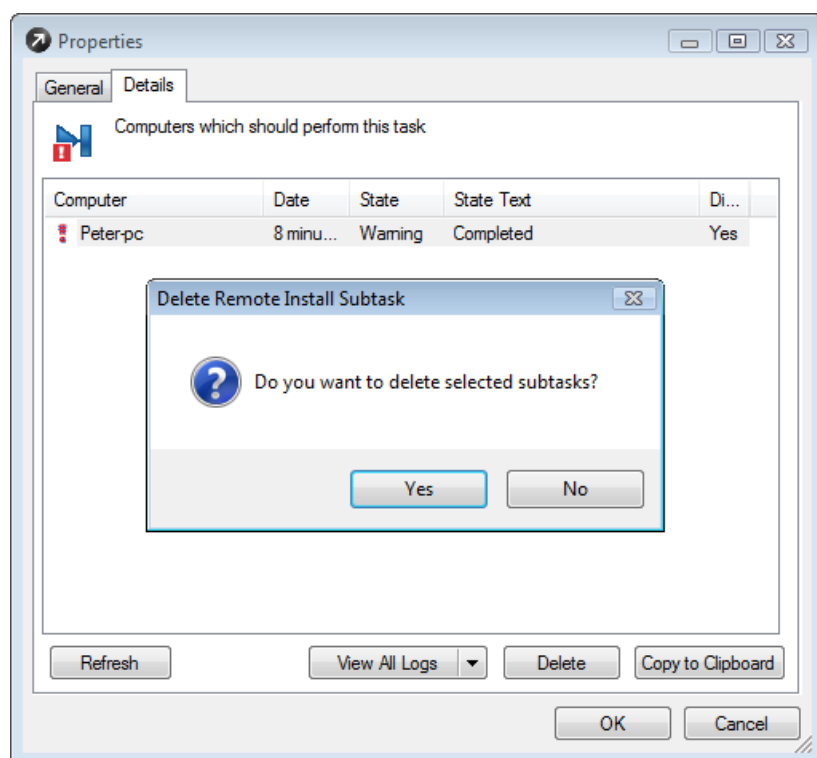 Properties
General Details
Computers which should perform this task
Computer Date State State Text Di...
Peter-pc 8 minu... Warning Completed Yes
Delete Remote Install Subtask
Do you want to delete selected subtasks?
Yes No
Refresh View All Logs Delete Copy to Clipboard
OK Cancel